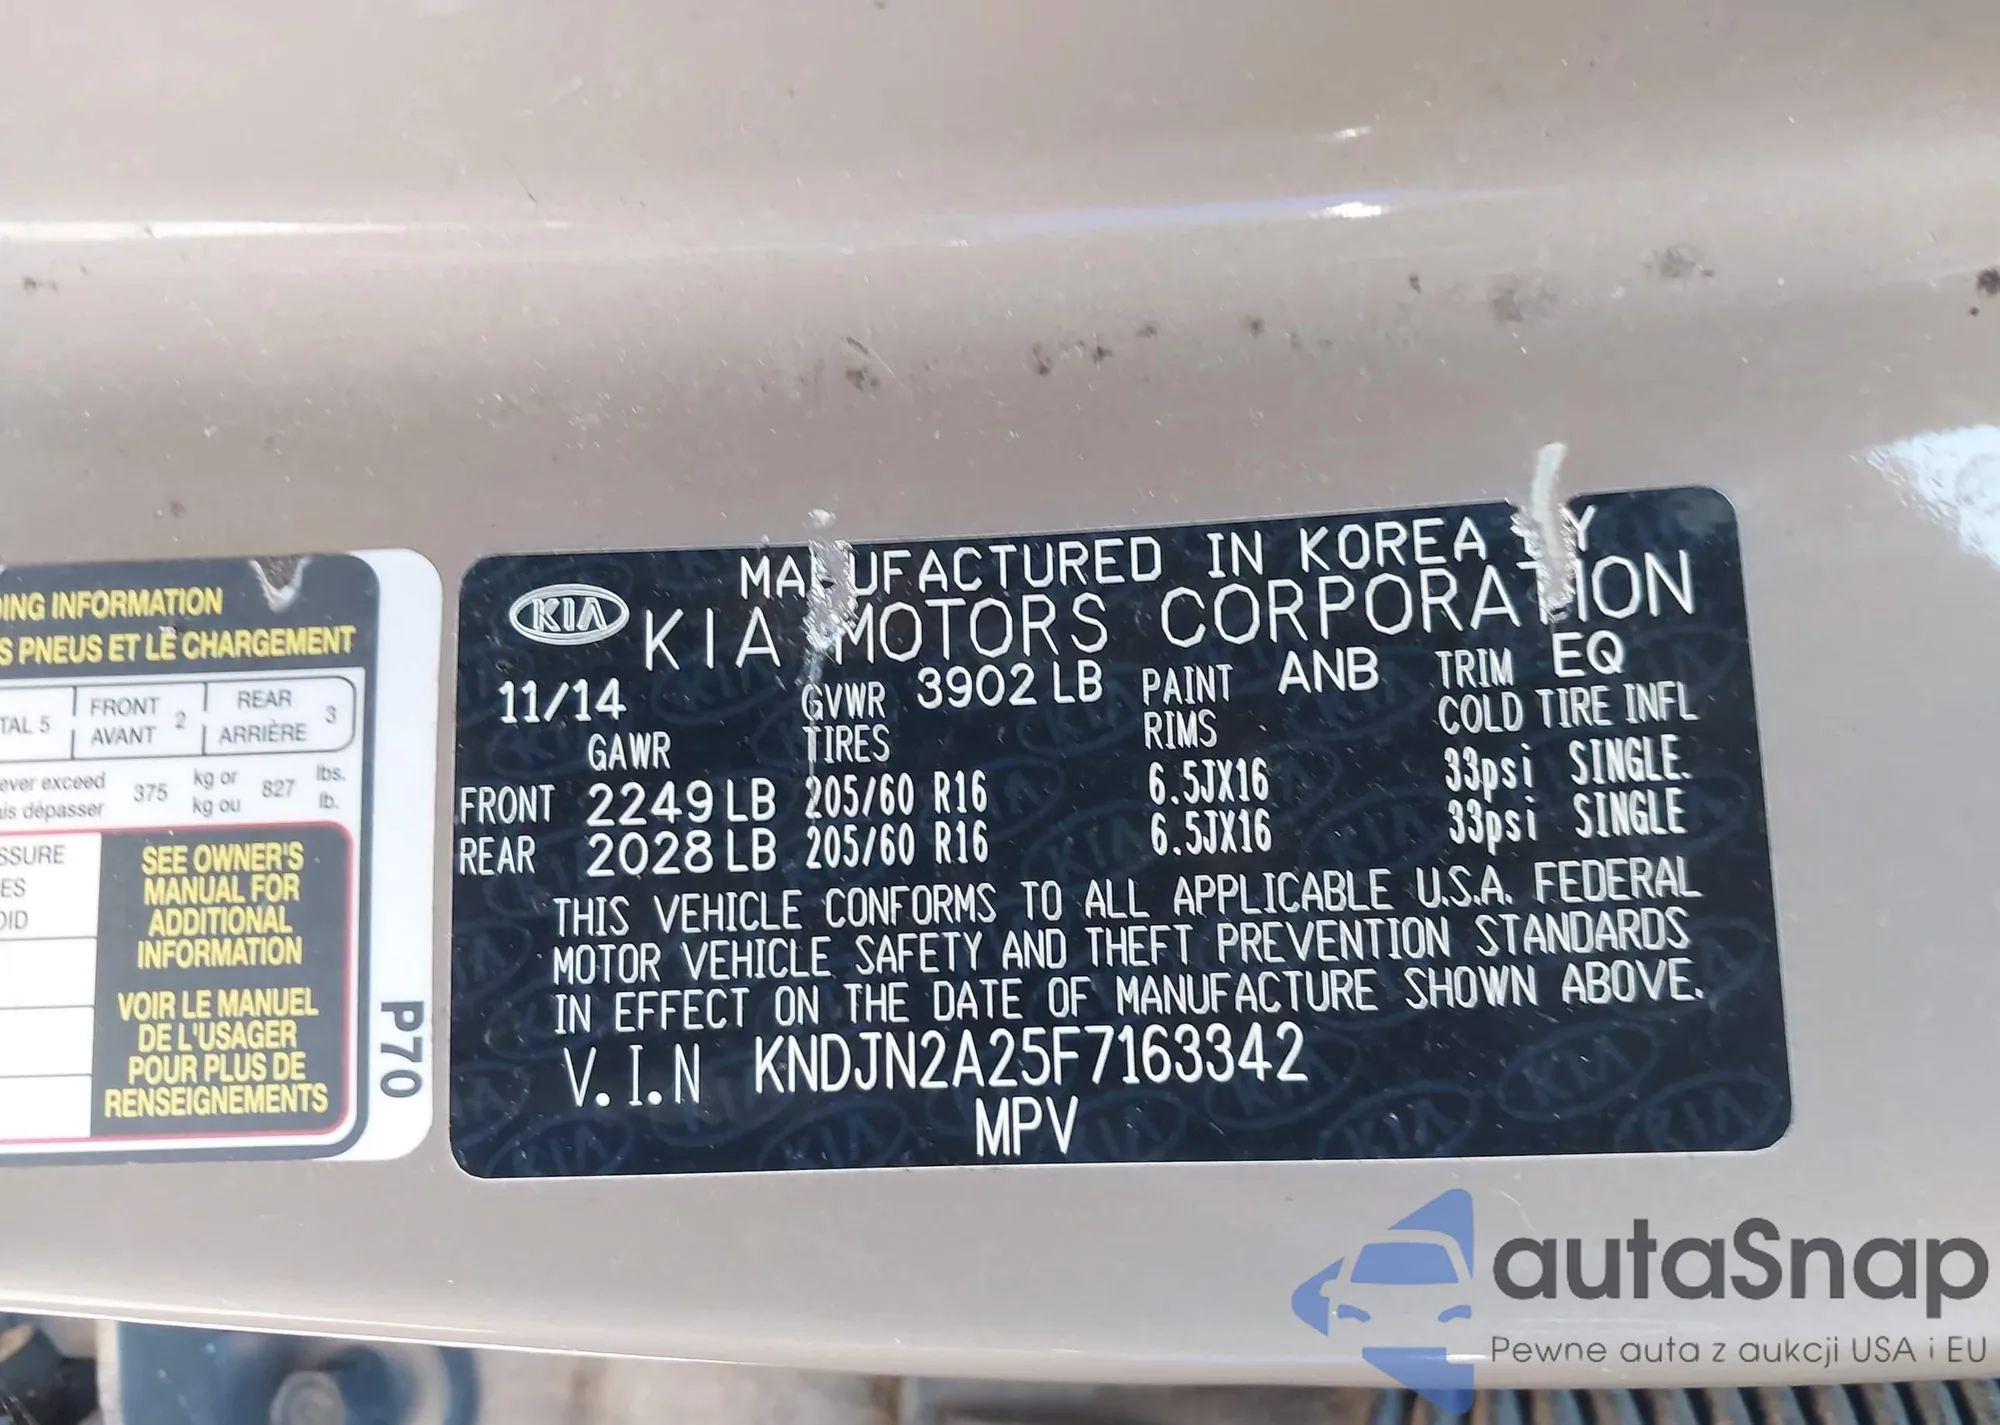 DING INFORMATION
S PNEUS ET LE CHARGEMENT
TAL 5 FRONT AVANT 2 REAR ARRIÈRE 3
ever exceed 375 kg or 827 lbs.
ais dépasser kg ou lb.
SSURE
ES
OID
SEE OWNER'S
MANUAL FOR
ADDITIONAL
INFORMATION
VOIR LE MANUEL
DE L'USAGER
POUR PLUS DE
RENSEIGNEMENTS
P70
KIA
MANUFACTURED IN KOREA BY
KIA MOTORS CORPORATION
11/14 GVWR 3902 LB PAINT ANB TRIM EQ
GAWR TIRES RIMS COLD TIRE INFL
FRONT 2249 LB 205/60 R16 6.5JX16 33psi SINGLE.
REAR 2028 LB 205/60 R16 6.5JX16 33psi SINGLE
THIS VEHICLE CONFORMS TO ALL APPLICABLE U.S.A. FEDERAL
MOTOR VEHICLE SAFETY AND THEFT PREVENTION STANDARDS
IN EFFECT ON THE DATE OF MANUFACTURE SHOWN ABOVE.
V.I.N KNDJN2A25F7163342
MPV
autaSnap
Pewne auta z aukcji USA i EU